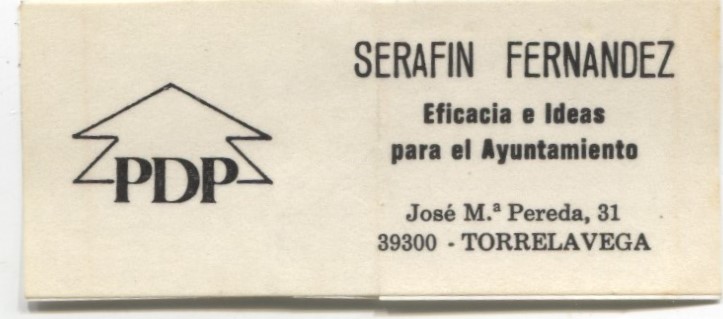 PDP
SERAFIN FERNANDEZ
Eficacia e Ideas
para el Ayuntamiento
José M.ª Pereda, 31
39300 - TORRELAVEGA